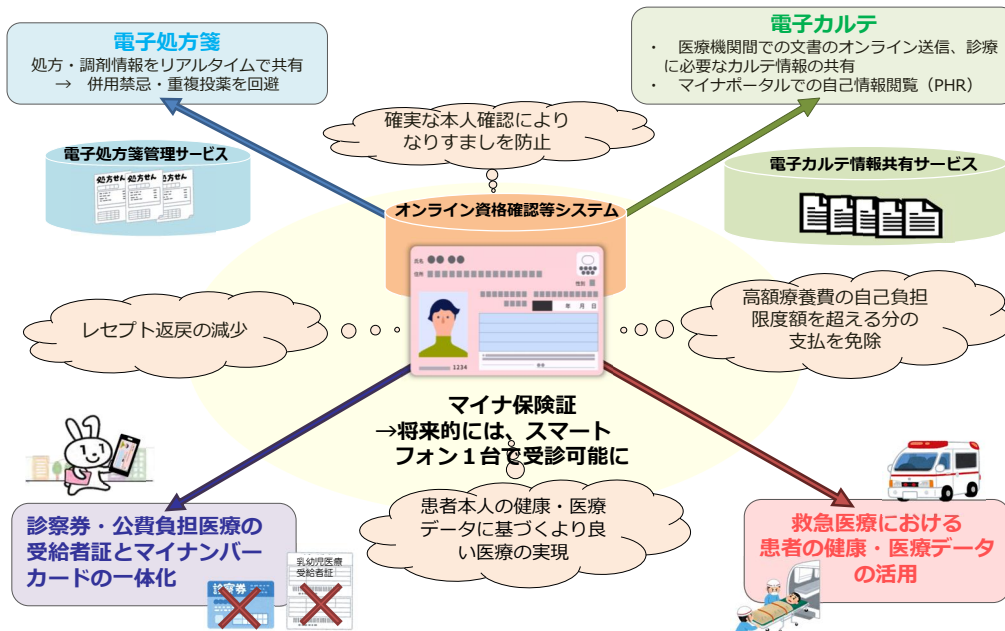 電子処方箋
処方・調剤情報をリアルタイムで共有
→　併用禁忌・重複投薬を回避
電子カルテ
・　医療機関間での文書のオンライン送信、診療
に必要なカルテ情報の共有
・　マイナポータルでの自己情報閲覧（PHR）
確実な本人確認により
なりすましを防止
電子処方箋管理サービス
処方せん
処方せん
処方せん
電子カルテ情報共有サービス
オンライン資格確認等システム
氏名
住所
性別
年 月 日
1234
レセプト返戻の減少
高額療養費の自己負担
限度額を超える分の
支払を免除
マイナ保険証
→将来的には、スマート
フォン１台で受診可能に
患者本人の健康・医療
データに基づくより良
い医療の実現
診察券・公費負担医療の
受給者証とマイナンバー
カードの一体化
診察券
乳幼児医療
受給者証
救急医療における
患者の健康・医療データ
の活用